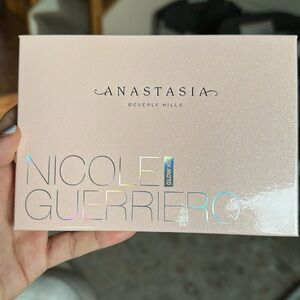 ANASTASIA
BEVERLY HILLS
NICOLE GLOW KIT
GUERRIERO